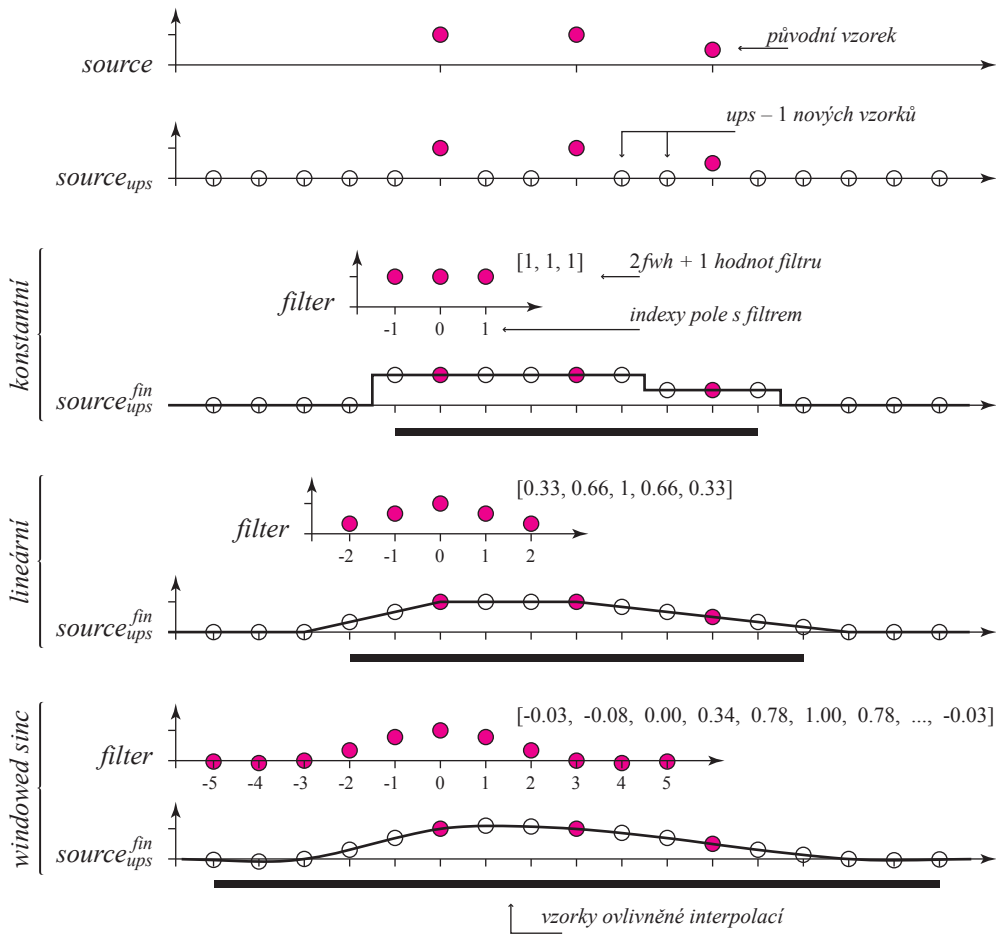 source
původní vzorek
source_ups
ups – 1 nových vzorků
konstantní
filter
[1, 1, 1]
2fwh + 1 hodnot filtru
-1 0 1
indexy pole s filtrem
source_ups^fin
lineární
filter
[0.33, 0.66, 1, 0.66, 0.33]
-2 -1 0 1 2
source_ups^fin
windowed sinc
filter
[-0.03, -0.08, 0.00, 0.34, 0.78, 1.00, 0.78, ..., -0.03]
-5 -4 -3 -2 -1 0 1 2 3 4 5
source_ups^fin
vzorky ovlivněné interpolací